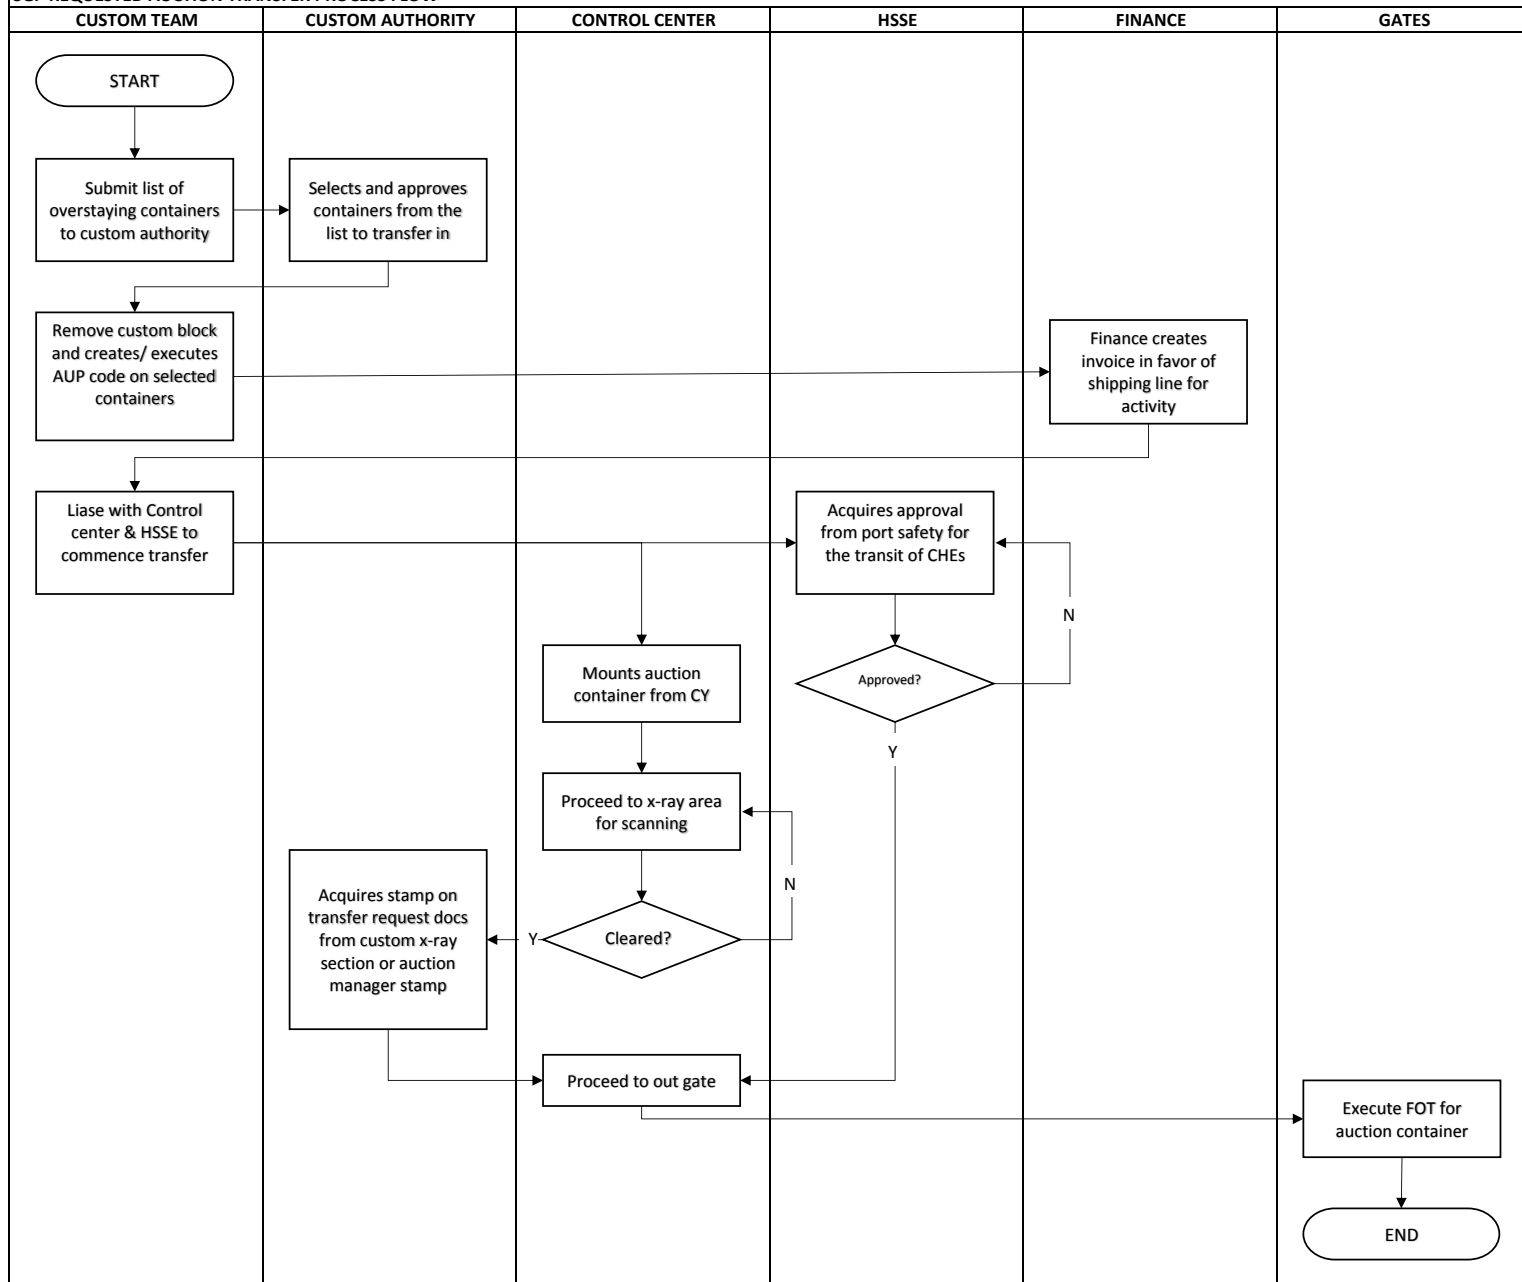 CUSTOM TEAM
CUSTOM AUTHORITY
CONTROL CENTER
HSSE
FINANCE
GATES
START
Submit list of
overstaying containers
to custom authority
Selects and approves
containers from the
list to transfer in
Remove custom block
and creates/ executes
AUP code on selected
containers
Finance creates
invoice in favor of
shipping line for
activity
Liase with Control
center & HSSE to
commence transfer
Acquires approval
from port safety for
the transit of CHEs
N
Mounts auction
container from CY
Approved?
Y
Proceed to x-ray area
for scanning
N
Acquires stamp on
transfer request docs
from custom x-ray
section or auction
manager stamp
Y
Cleared?
Proceed to out gate
Execute FOT for
auction container
END